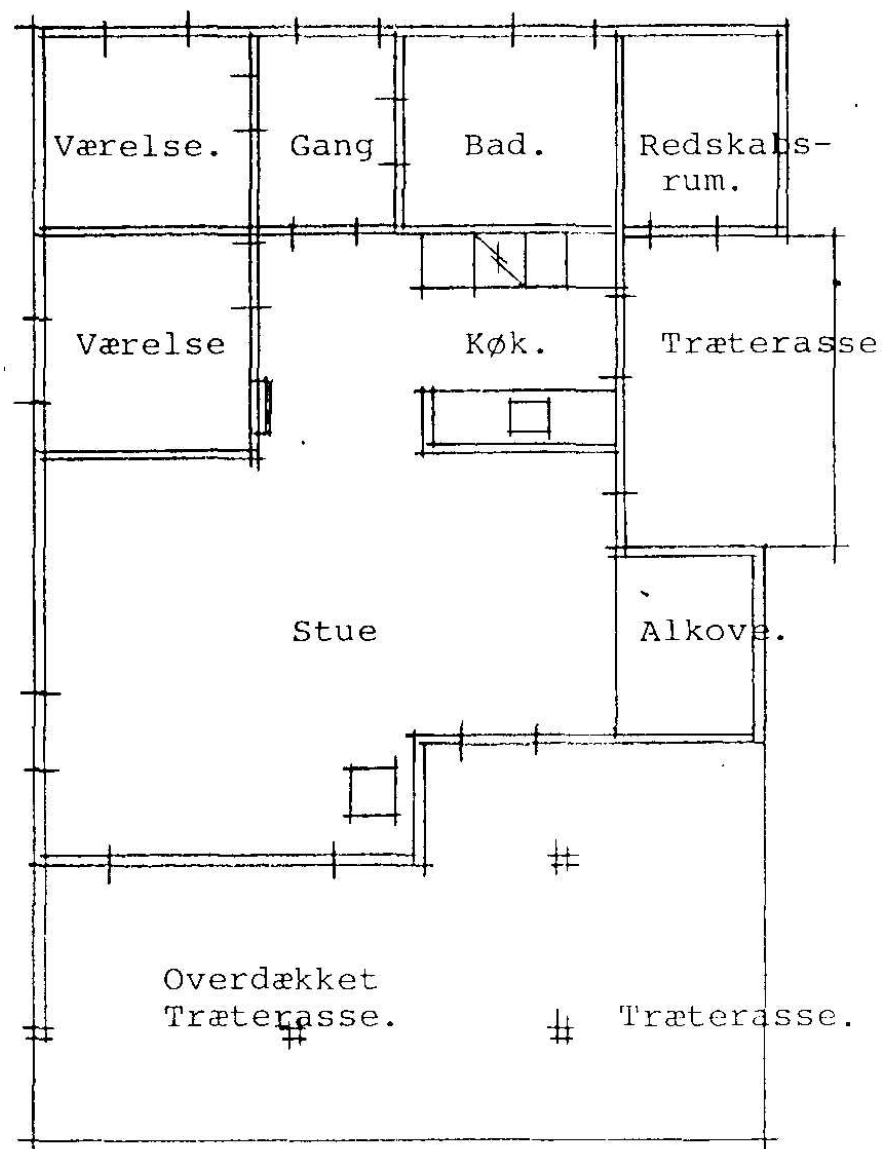 Værelse.
Gang
Bad.
Redskabs-
rum.
Værelse
Køk.
Træterasse
Stue
Alkove.
Overdækket
Træterasse.
Træterasse.